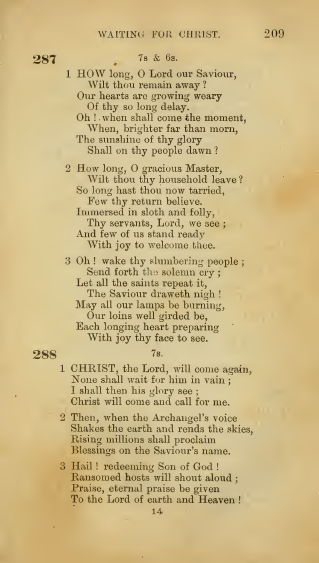 WAITING FOR CHRIST. 209
287 7s & 6s.
1 HOW long, O Lord our Saviour,
Wilt thou remain away?
Our hearts are growing weary
Of thy so long delay.
Oh! when shall come the moment,
When, brighter far than morn,
The sunshine of thy glory
Shall on thy people dawn?
2 How long, O gracious Master,
Wilt thou thy household leave?
So long hast thou now tarried,
Few thy return believe.
Immersed in sloth and folly,
Thy servants, Lord, we see;
And few of us stand ready
With joy to welcome thee.
3 Oh! wake thy slumbering people;
Send forth the solemn cry;
Let all the saints repeat it,
The Saviour draweth nigh!
May all our lamps be burning,
Our loins well girded be,
Each longing heart preparing
With joy thy face to see.
288 7s.
1 CHRIST, the Lord, will come again,
None shall wait for him in vain;
I shall then his glory see;
Christ will come and call for me.
2 Then, when the Archangel's voice
Shakes the earth and rends the skies,
Rising millions shall proclaim
Blessings on the Saviour's name.
3 Hail! redeeming Son of God!
Ransomed hosts will shout aloud;
Praise, eternal praise be given
To the Lord of earth and Heaven!
14